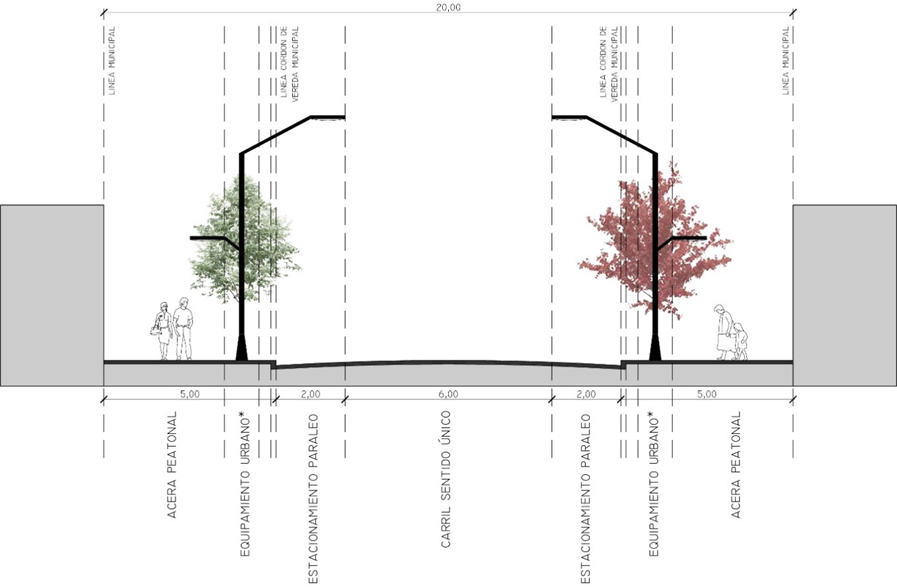 20,00
LINEA MUNICIPAL
LINEA CORDON DE
VEREDA MUNICIPAL
LINEA CORDON DE
VEREDA MUNICIPAL
LINEA MUNICIPAL
5,00
2,00
6,00
2,00
5,00
ACERA PEATONAL
EQUIPAMIENTO URBANO*
ESTACIONAMIENTO PARALEO
CARRIL SENTIDO ÚNICO
ESTACIONAMIENTO PARALEO
EQUIPAMIENTO URBANO*
ACERA PEATONAL